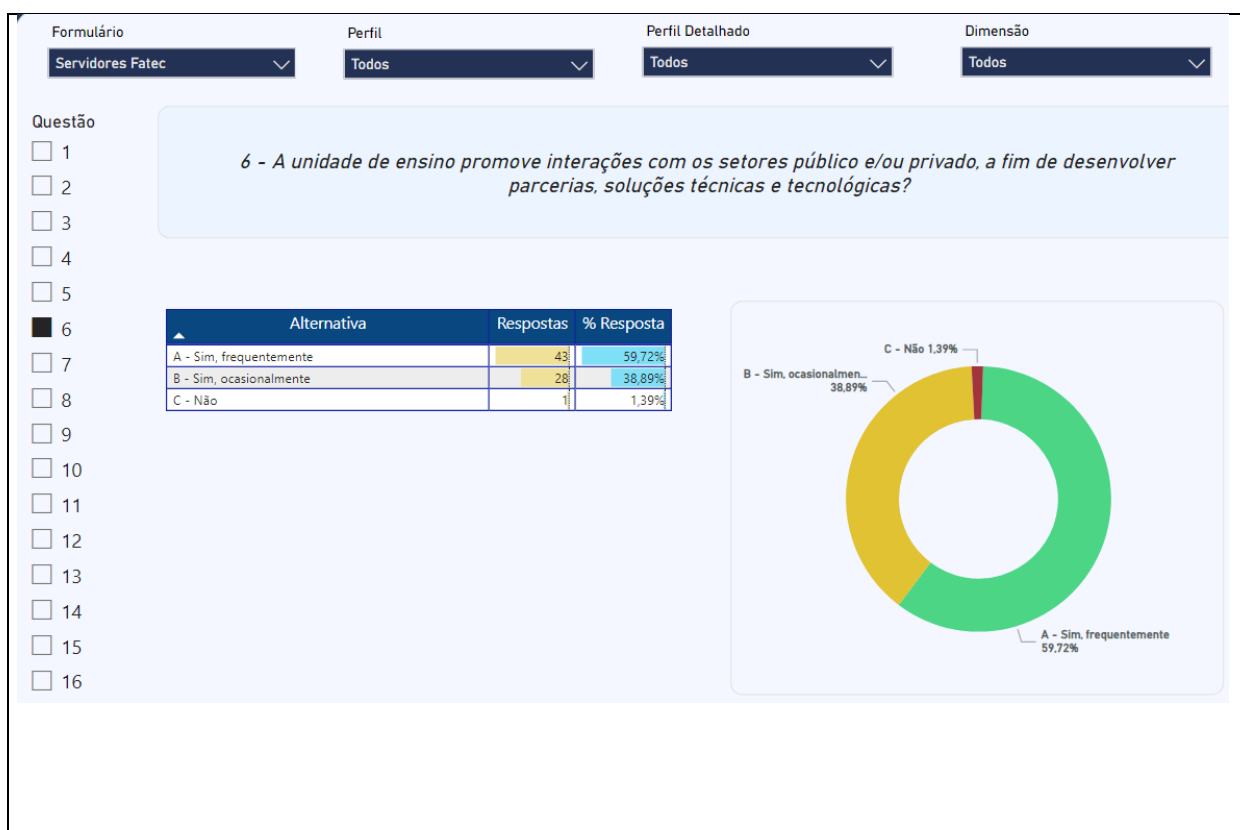 Formulário
Perfil
Perfil Detalhado
Dimensão
Servidores Fatec
Todos
Todos
Todos
Questão
1
2
3
4
5
6
7
8
9
10
11
12
13
14
15
16
6 - A unidade de ensino promove interações com os setores público e/ou privado, a fim de desenvolver
parcerias, soluções técnicas e tecnológicas?
Alternativa Respostas % Resposta
A - Sim, frequentemente 43 59,72%
B - Sim, ocasionalmente 28 38,89%
C - Não 1 1,39%
C - Não 1,39%
B - Sim, ocasionalmen...
38,89%
A - Sim, frequentemente
59,72%